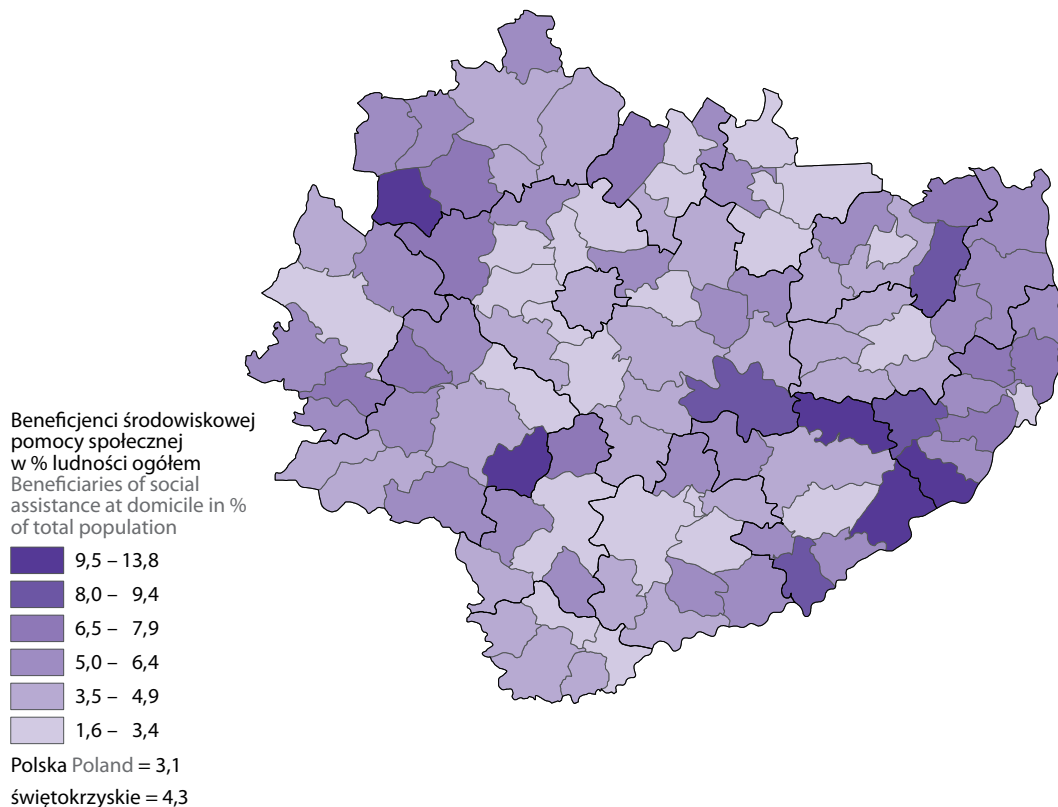 Beneficjenci środowiskowej
pomocy społecznej
w % ludności ogółem
Beneficiaries of social
assistance at domicile in %
of total population
9,5 – 13,8
8,0 – 9,4
6,5 – 7,9
5,0 – 6,4
3,5 – 4,9
1,6 – 3,4
Polska Poland = 3,1
świętokrzyskie = 4,3